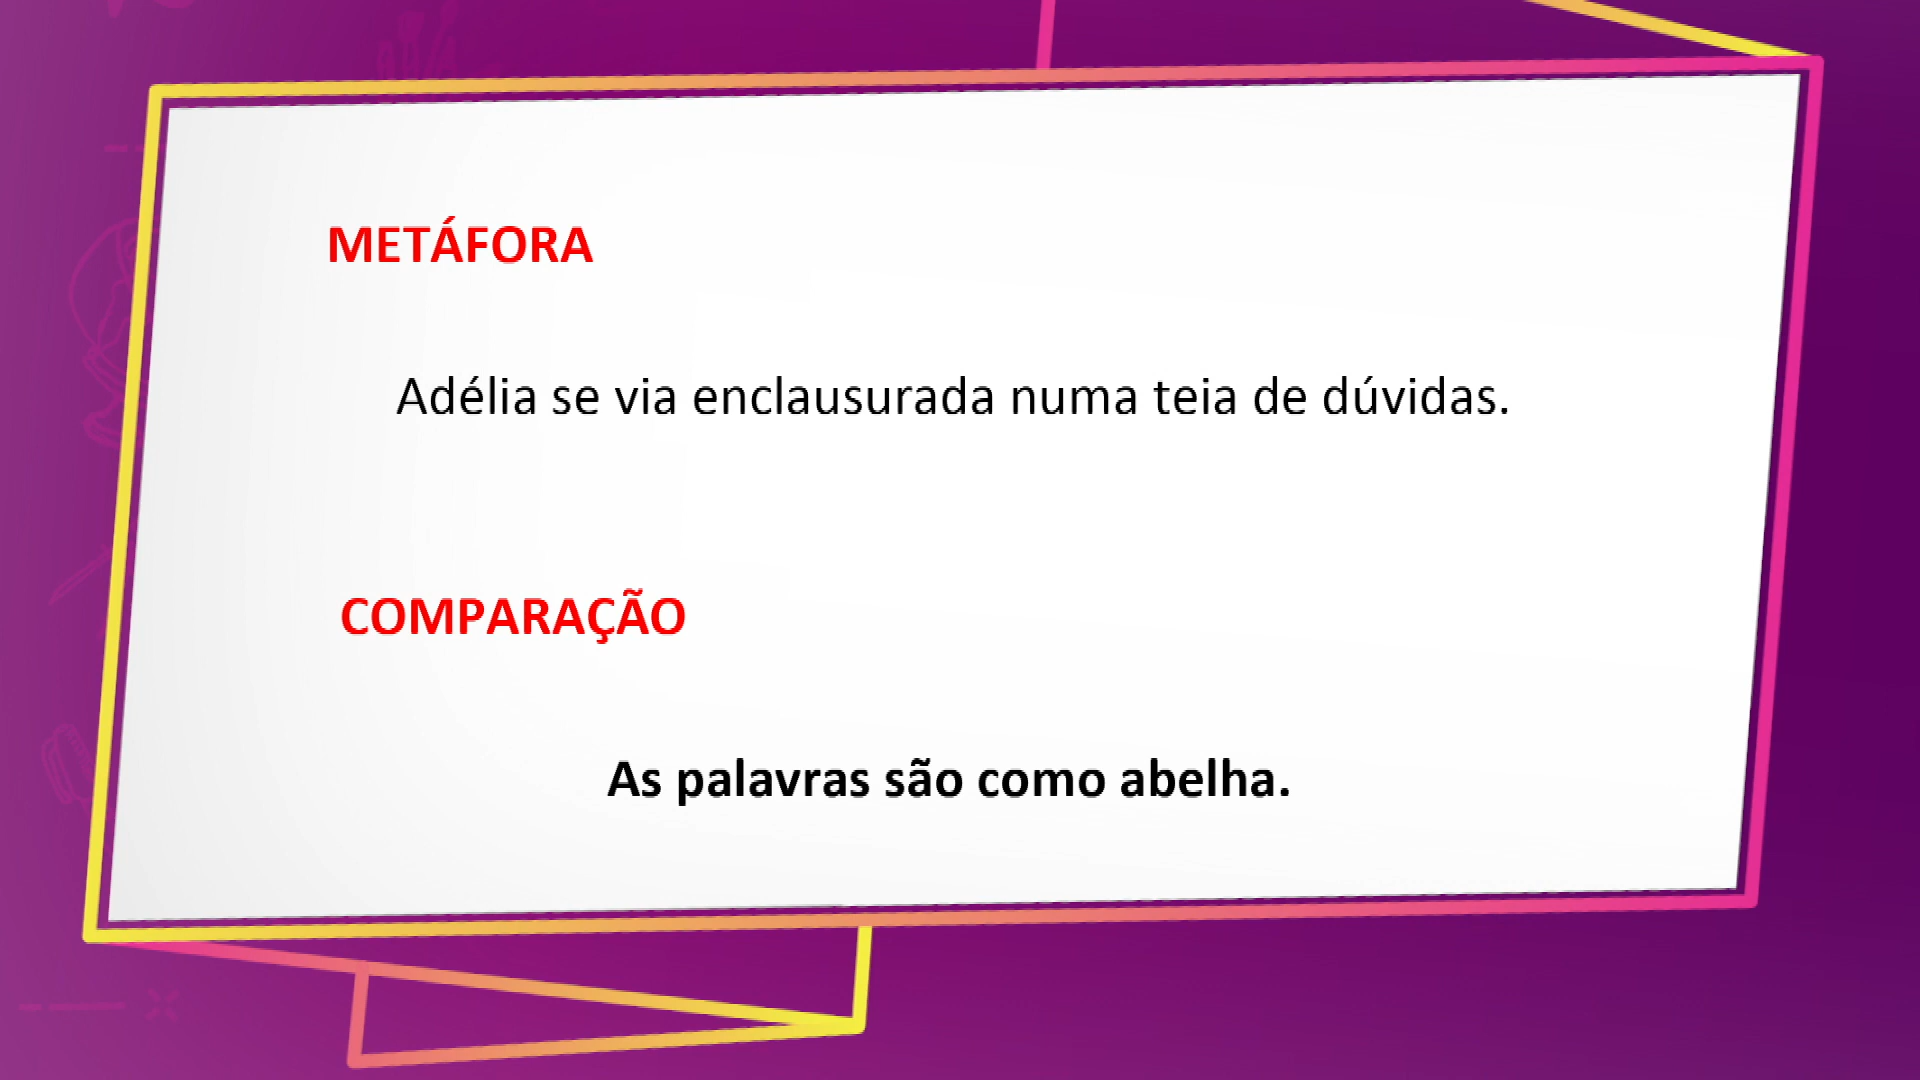 METÁFORA
Adélia se via enclausurada numa teia de dúvidas.
COMPARAÇÃO
As palavras são como abelha.